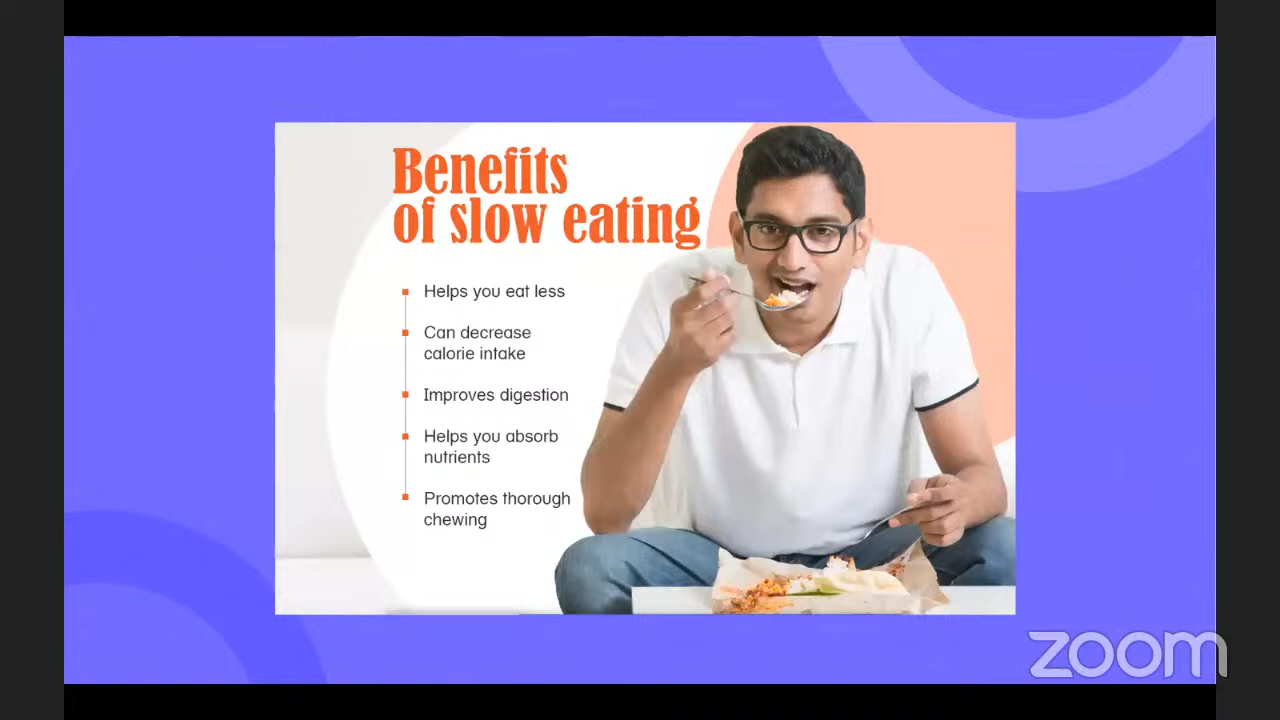 Benefits
of slow eating
Helps you eat less
Can decrease
calorie intake
Improves digestion
Helps you absorb
nutrients
Promotes thorough
chewing
zoom